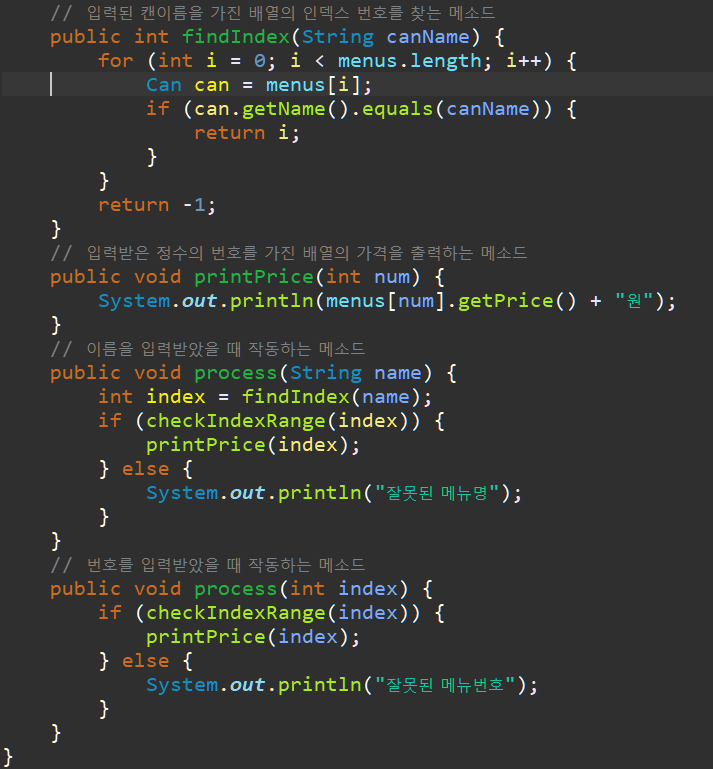 // 입력된 캔이름을 가진 배열의 인덱스 번호를 찾는 메소드
public int findIndex(String canName) {
for (int i = 0; i < menus.length; i++) {
Can can = menus[i];
if (can.getName().equals(canName)) {
return i;
}
}
return -1;
}
// 입력받은 정수의 번호를 가진 배열의 가격을 출력하는 메소드
public void printPrice(int num) {
System.out.println(menus[num].getPrice() + "원");
}
// 이름을 입력받았을 때 작동하는 메소드
public void process(String name) {
int index = findIndex(name);
if (checkIndexRange(index)) {
printPrice(index);
} else {
System.out.println("잘못된 메뉴명");
}
}
// 번호를 입력받았을 때 작동하는 메소드
public void process(int index) {
if (checkIndexRange(index)) {
printPrice(index);
} else {
System.out.println("잘못된 메뉴번호");
}
}
}